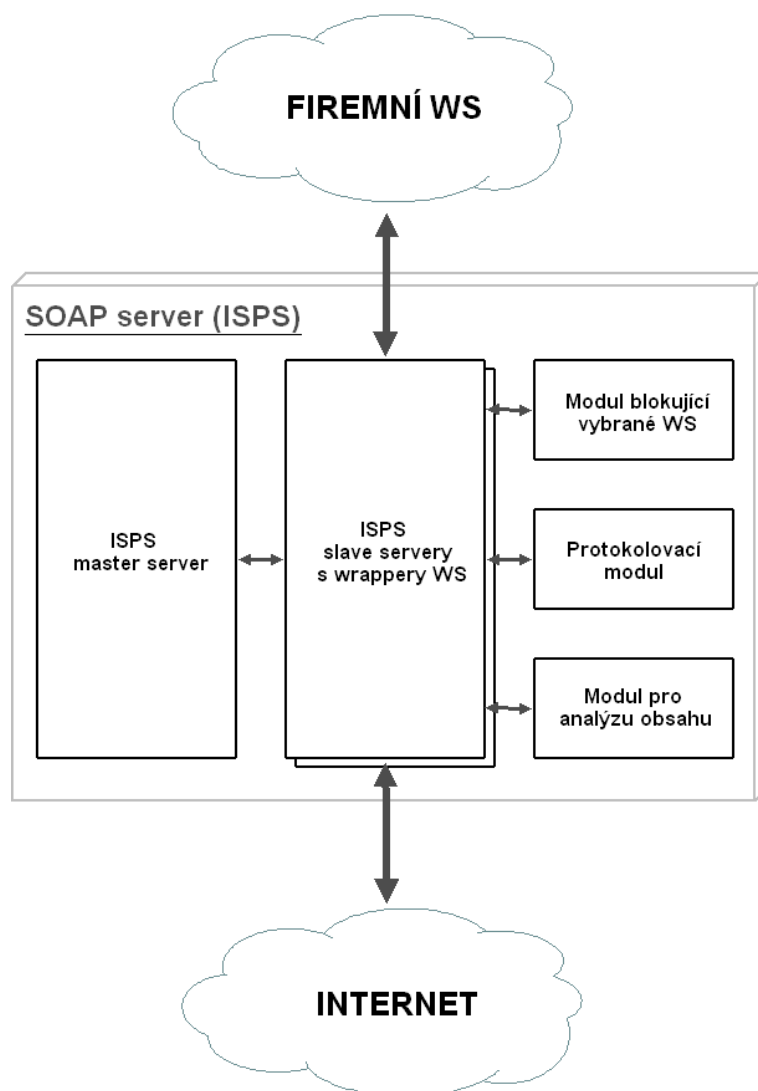 FIREMNÍ WS
SOAP server (ISPS)
ISPS
master server
ISPS
slave servery
s wrappery WS
Modul blokující
vybrané WS
Protokolovací
modul
Modul pro
analýzu obsahu
INTERNET